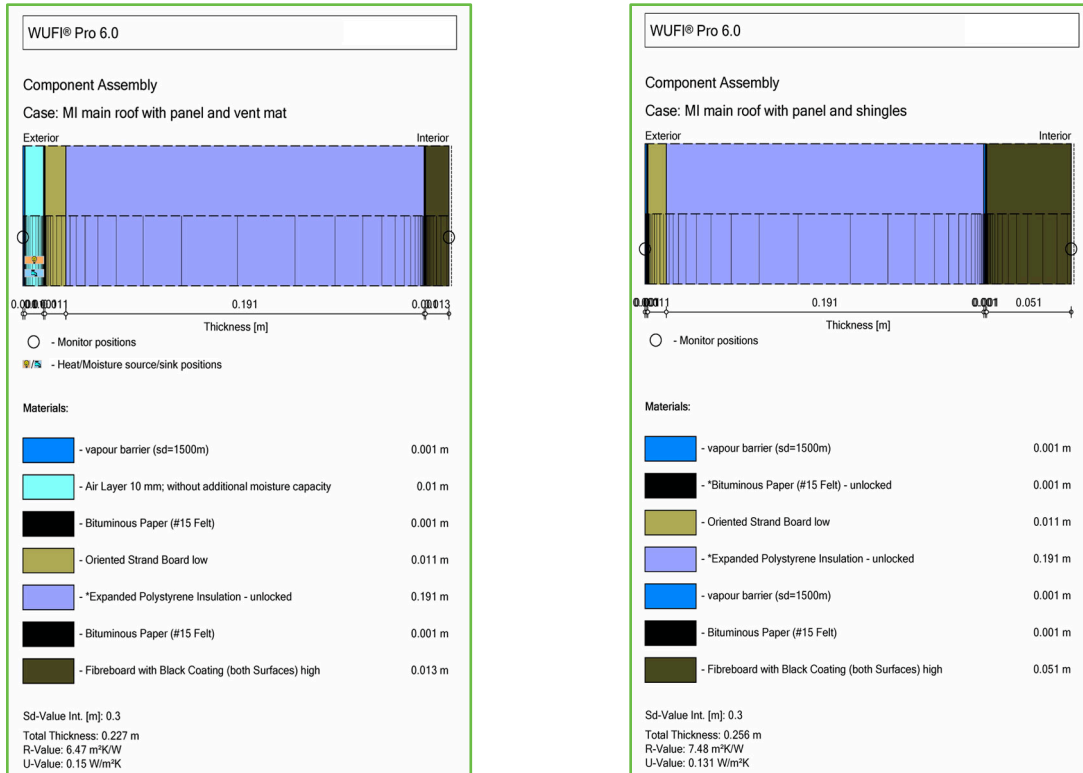 WUFI® Pro 6.0
Component Assembly
Case: MI main roof with panel and vent mat
Exterior
Interior
0.011
0.191
0.013
Thickness [m]
- Monitor positions
- Heat/Moisture source/sink positions
Materials:
- vapour barrier (sd=1500m) 0.001 m
- Air Layer 10 mm; without additional moisture capacity 0.01 m
- Bituminous Paper (#15 Felt) 0.001 m
- Oriented Strand Board low 0.011 m
- *Expanded Polystyrene Insulation - unlocked 0.191 m
- Bituminous Paper (#15 Felt) 0.001 m
- Fibreboard with Black Coating (both Surfaces) high 0.013 m
Sd-Value Int. [m]: 0.3
Total Thickness: 0.227 m
R-Value: 6.47 m²K/W
U-Value: 0.15 W/m²K
WUFI® Pro 6.0
Component Assembly
Case: MI main roof with panel and shingles
Exterior
Interior
0.011
0.191
0.001
0.051
Thickness [m]
- Monitor positions
Materials:
- vapour barrier (sd=1500m) 0.001 m
- *Bituminous Paper (#15 Felt) - unlocked 0.001 m
- Oriented Strand Board low 0.011 m
- *Expanded Polystyrene Insulation - unlocked 0.191 m
- vapour barrier (sd=1500m) 0.001 m
- Bituminous Paper (#15 Felt) 0.001 m
- Fibreboard with Black Coating (both Surfaces) high 0.051 m
Sd-Value Int. [m]: 0.3
Total Thickness: 0.256 m
R-Value: 7.48 m²K/W
U-Value: 0.131 W/m²K